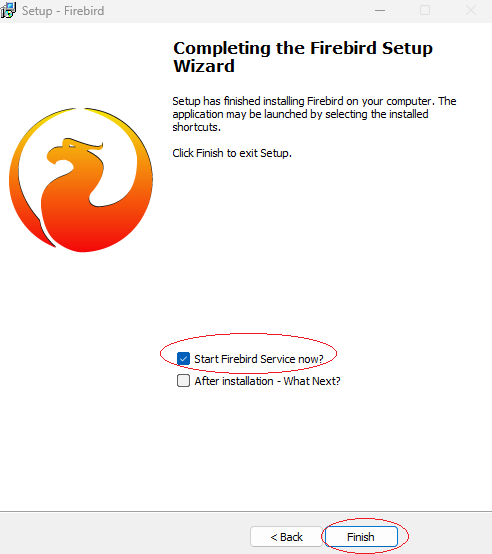 Setup - Firebird
Completing the Firebird Setup
Wizard
Setup has finished installing Firebird on your computer. The
application may be launched by selecting the installed
shortcuts.
Click Finish to exit Setup.
Start Firebird Service now?
After installation - What Next?
< Back
Finish